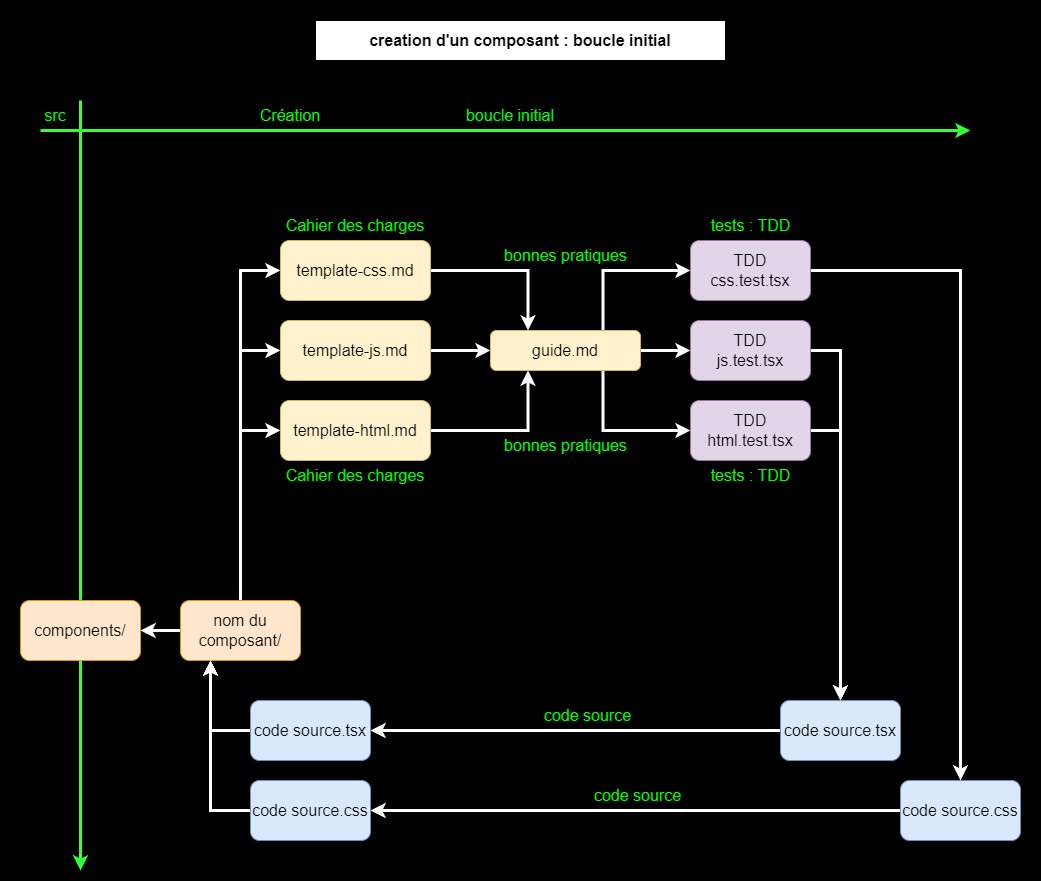 creation d'un composant : boucle initial
src
Création
boucle initial
Cahier des charges
tests : TDD
template-css.md
bonnes pratiques
TDD
css.test.tsx
template-js.md
guide.md
TDD
js.test.tsx
template-html.md
bonnes pratiques
TDD
html.test.tsx
Cahier des charges
tests : TDD
components/
nom du
composant/
code source.tsx
code source
code source.tsx
code source.css
code source
code source.css